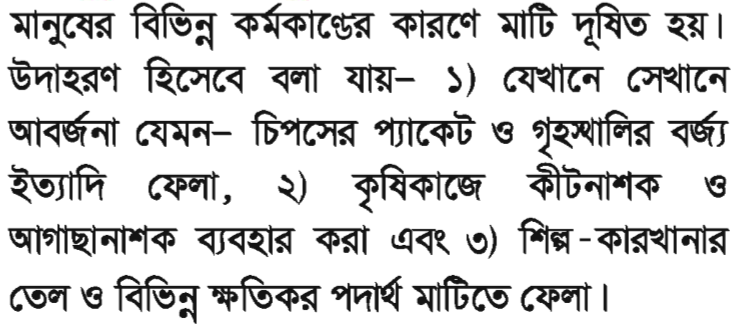 মানুষের বিভিন্ন কর্মকাণ্ডের কারণে মাটি দূষিত হয়।
উদাহরণ হিসেবে বলা যায়– ১) যেখানে সেখানে
আবর্জনা যেমন– চিপসের প্যাকেট ও গৃহস্থালির বর্জ্য
ইত্যাদি ফেলা, ২) কৃষিকাজে কীটনাশক ও
আগাছানাশক ব্যবহার করা এবং ৩) শিল্প-কারখানার
তেল ও বিভিন্ন ক্ষতিকর পদার্থ মাটিতে ফেলা।